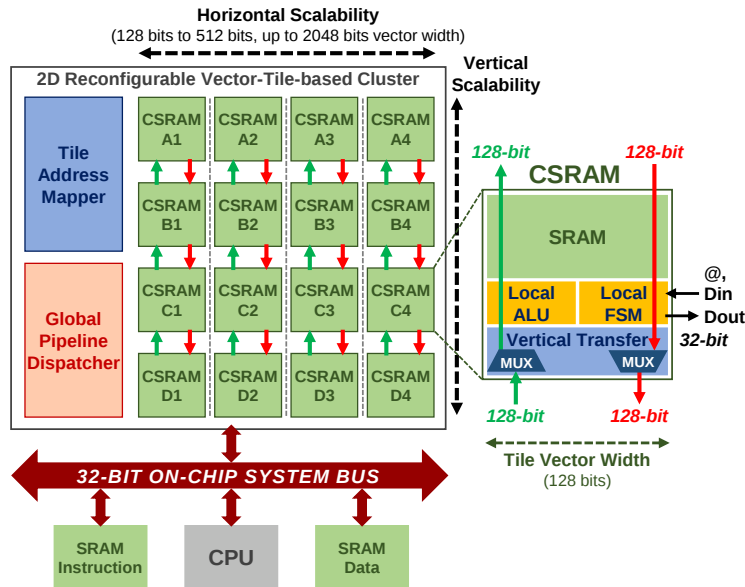 Horizontal Scalability
(128 bits to 512 bits, up to 2048 bits vector width)
2D Reconfigurable Vector-Tile-based Cluster
Vertical
Scalability
Tile
Address
Mapper
Global
Pipeline
Dispatcher
CSRAM
A1
CSRAM
A2
CSRAM
A3
CSRAM
A4
CSRAM
B1
CSRAM
B2
CSRAM
B3
CSRAM
B4
CSRAM
C1
CSRAM
C2
CSRAM
C3
CSRAM
C4
CSRAM
D1
CSRAM
D2
CSRAM
D3
CSRAM
D4
128-bit
128-bit
CSRAM
SRAM
Local
ALU
Local
FSM
@,
Din
Dout
32-bit
Vertical Transfer
MUX
MUX
128-bit
128-bit
Tile Vector Width
(128 bits)
32-BIT ON-CHIP SYSTEM BUS
SRAM
Instruction
CPU
SRAM
Data